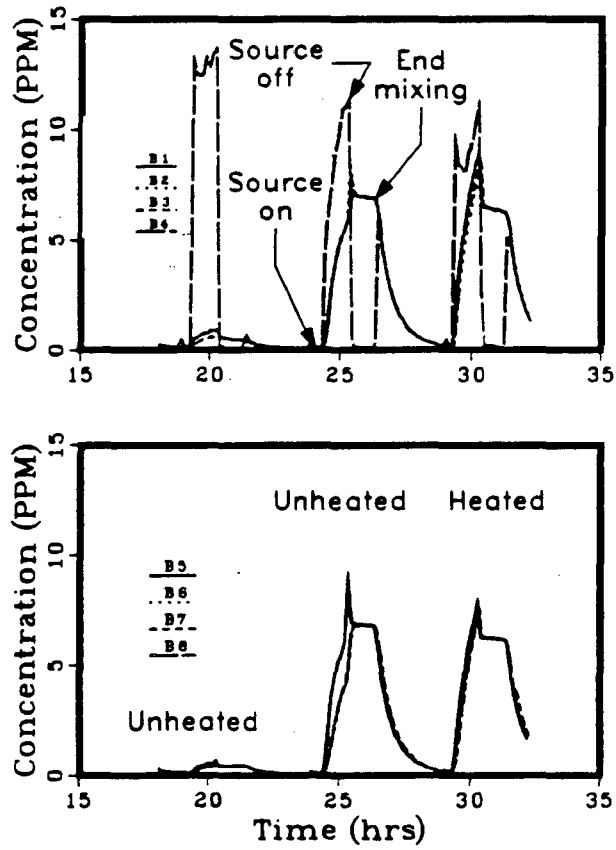 Concentration (PPM)
15
10
5
0
B1
B2
B3
B4
Source off
End mixing
Source on
15 20 25 30 35
Concentration (PPM)
15
10
5
0
B5
B6
B7
B8
Unheated
Unheated
Heated
15 20 25 30 35
Time (hrs)